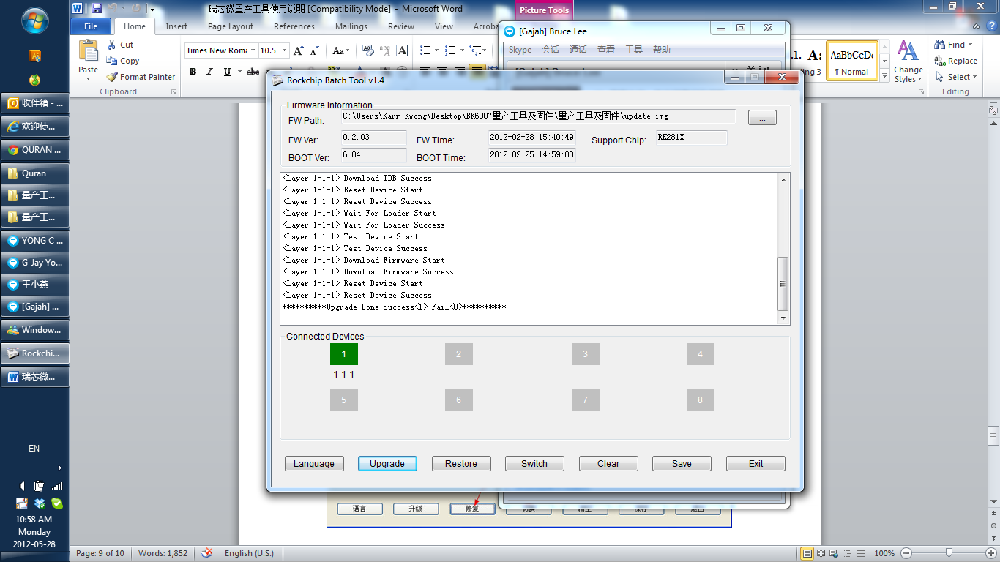 瑞芯微量产工具使用说明 [Compatibility Mode] - Microsoft Word
Picture Tools
File Home Insert Page Layout References Mailings Review View Acroba
[Gajah] Bruce Lee
Skype 会话 通话 查看 工具 帮助
Paste
Cut
Copy
Format Painter
Clipboard
Times New Roma 10.5
AaBbCcDc
¶ Normal
Change Styles
Find
Replace
Select
Editing
Rockchip Batch Tool v1.4
Firmware Information
FW Path: C:\Users\Karr Kwong\Desktop\BK6007量产工具及固件\量产工具及固件\update.img ...
FW Ver: 0.2.03 FW Time: 2012-02-28 15:40:49 Support Chip: RK281X
BOOT Ver: 6.04 BOOT Time: 2012-02-25 14:59:03
<Layer 1-1-1> Download IDB Success
<Layer 1-1-1> Reset Device Start
<Layer 1-1-1> Reset Device Success
<Layer 1-1-1> Wait For Loader Start
<Layer 1-1-1> Wait For Loader Success
<Layer 1-1-1> Test Device Start
<Layer 1-1-1> Test Device Success
<Layer 1-1-1> Download Firmware Start
<Layer 1-1-1> Download Firmware Success
<Layer 1-1-1> Reset Device Start
<Layer 1-1-1> Reset Device Success
**********Upgrade Done Success<1> Fail<0>**********
Connected Devices
1 2 3 4
1-1-1
5 6 7 8
Language Upgrade Restore Switch Clear Save Exit
语言 升级 修复
收件箱 - ...
欢迎使...
QURAN ...
Quran
量产工...
量产工...
YONG C ...
G-Jay Yo...
王小燕
[Gajah] ...
Window...
Rockchi...
瑞芯微...
EN
10:58 AM
Monday
2012-05-28
Page: 9 of 10 Words: 1,852 English (U.S.) 100%